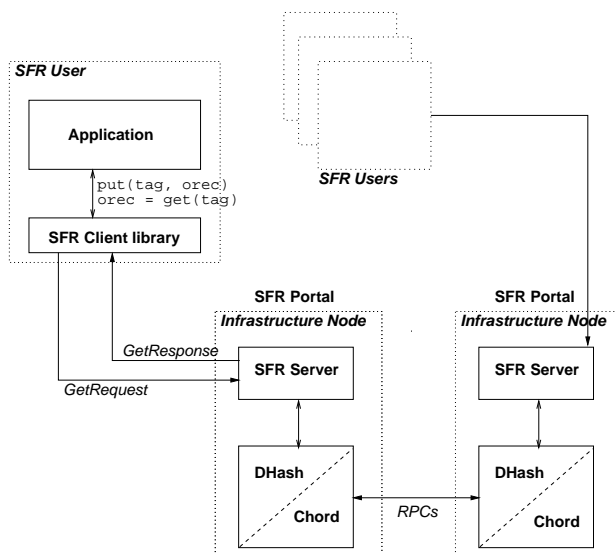 SFR User
Application
put(tag, orec)
orec = get(tag)
SFR Client library
SFR Users
SFR Portal
Infrastructure Node
SFR Portal
Infrastructure Node
GetResponse
GetRequest
SFR Server
SFR Server
DHash
Chord
RPCs
DHash
Chord